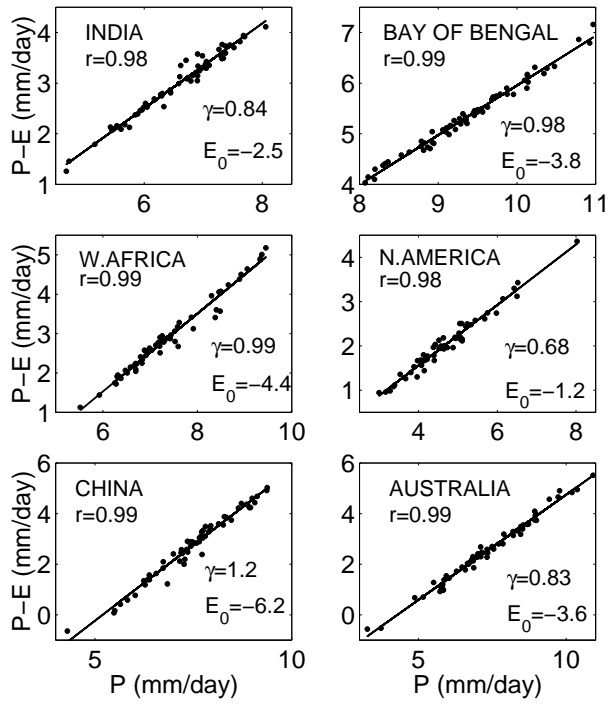 INDIA
r=0.98
γ=0.84
E0=−2.5
P−E (mm/day)
4
3
2
1
6
8
BAY OF BENGAL
r=0.99
γ=0.98
E0=−3.8
7
6
5
4
8
9
10
11
W.AFRICA
r=0.99
γ=0.99
E0=−4.4
P−E (mm/day)
5
4
3
2
1
6
8
10
N.AMERICA
r=0.98
γ=0.68
E0=−1.2
4
3
2
1
4
6
8
CHINA
r=0.99
γ=1.2
E0=−6.2
P−E (mm/day)
6
4
2
0
5
10
P (mm/day)
AUSTRALIA
r=0.99
γ=0.83
E0=−3.6
6
4
2
0
4
6
8
10
P (mm/day)